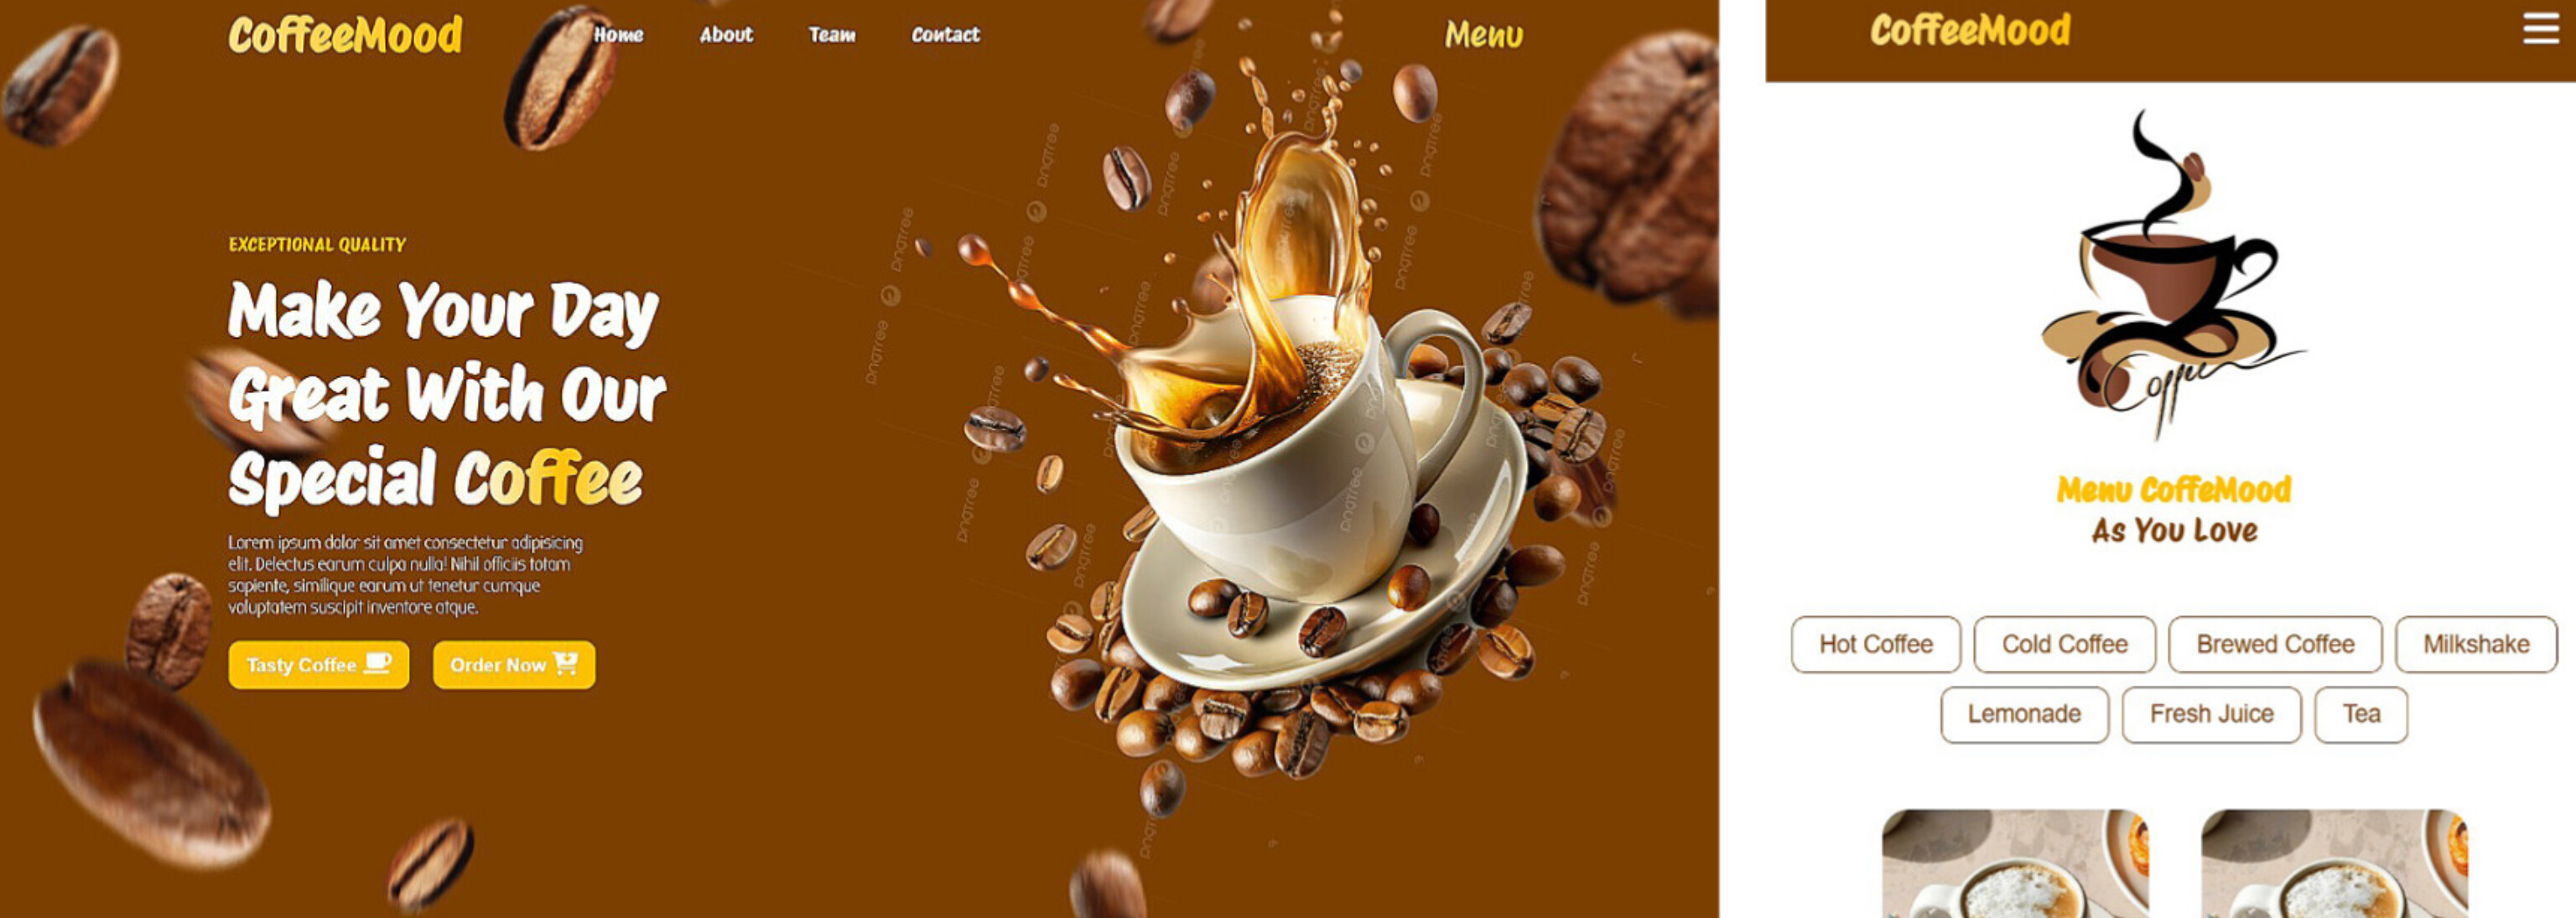 CoffeeMood
Home About Team Contact
Menu
EXCEPTIONAL QUALITY
Make Your Day
Great With Our
Special Coffee
Lorem ipsum dolor sit amet consectetur adipisicing
elit. Delectus earum culpa nulla! Nihil officiis totam
sapiente, similique earum ut tenetur cumque
voluptatem suscipit inventore atque.
Tasty Coffee
Order Now
pngtree
CoffeeMood
Coffee
Menu CoffeMood
As You Love
Hot Coffee
Cold Coffee
Brewed Coffee
Milkshake
Lemonade
Fresh Juice
Tea